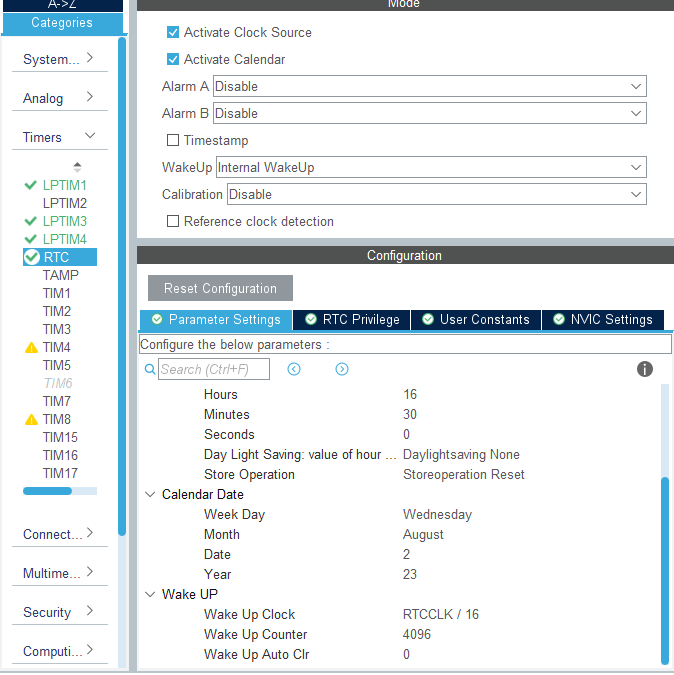 A->Z
Categories
System...
Analog
Timers
LPTIM1
LPTIM2
LPTIM3
LPTIM4
RTC
TAMP
TIM1
TIM2
TIM3
TIM4
TIM5
TIM6
TIM7
TIM8
TIM15
TIM16
TIM17
Connect...
Multime...
Security
Computi...
Mode
Activate Clock Source
Activate Calendar
Alarm A Disable
Alarm B Disable
Timestamp
WakeUp Internal WakeUp
Calibration Disable
Reference clock detection
Configuration
Reset Configuration
Parameter Settings RTC Privilege User Constants NVIC Settings
Configure the below parameters :
Search (Ctrl+F)
Hours 16
Minutes 30
Seconds 0
Day Light Saving: value of hour ... Daylightsaving None
Store Operation Storeoperation Reset
Calendar Date
Week Day Wednesday
Month August
Date 2
Year 23
Wake UP
Wake Up Clock RTCCLK / 16
Wake Up Counter 4096
Wake Up Auto Clr 0